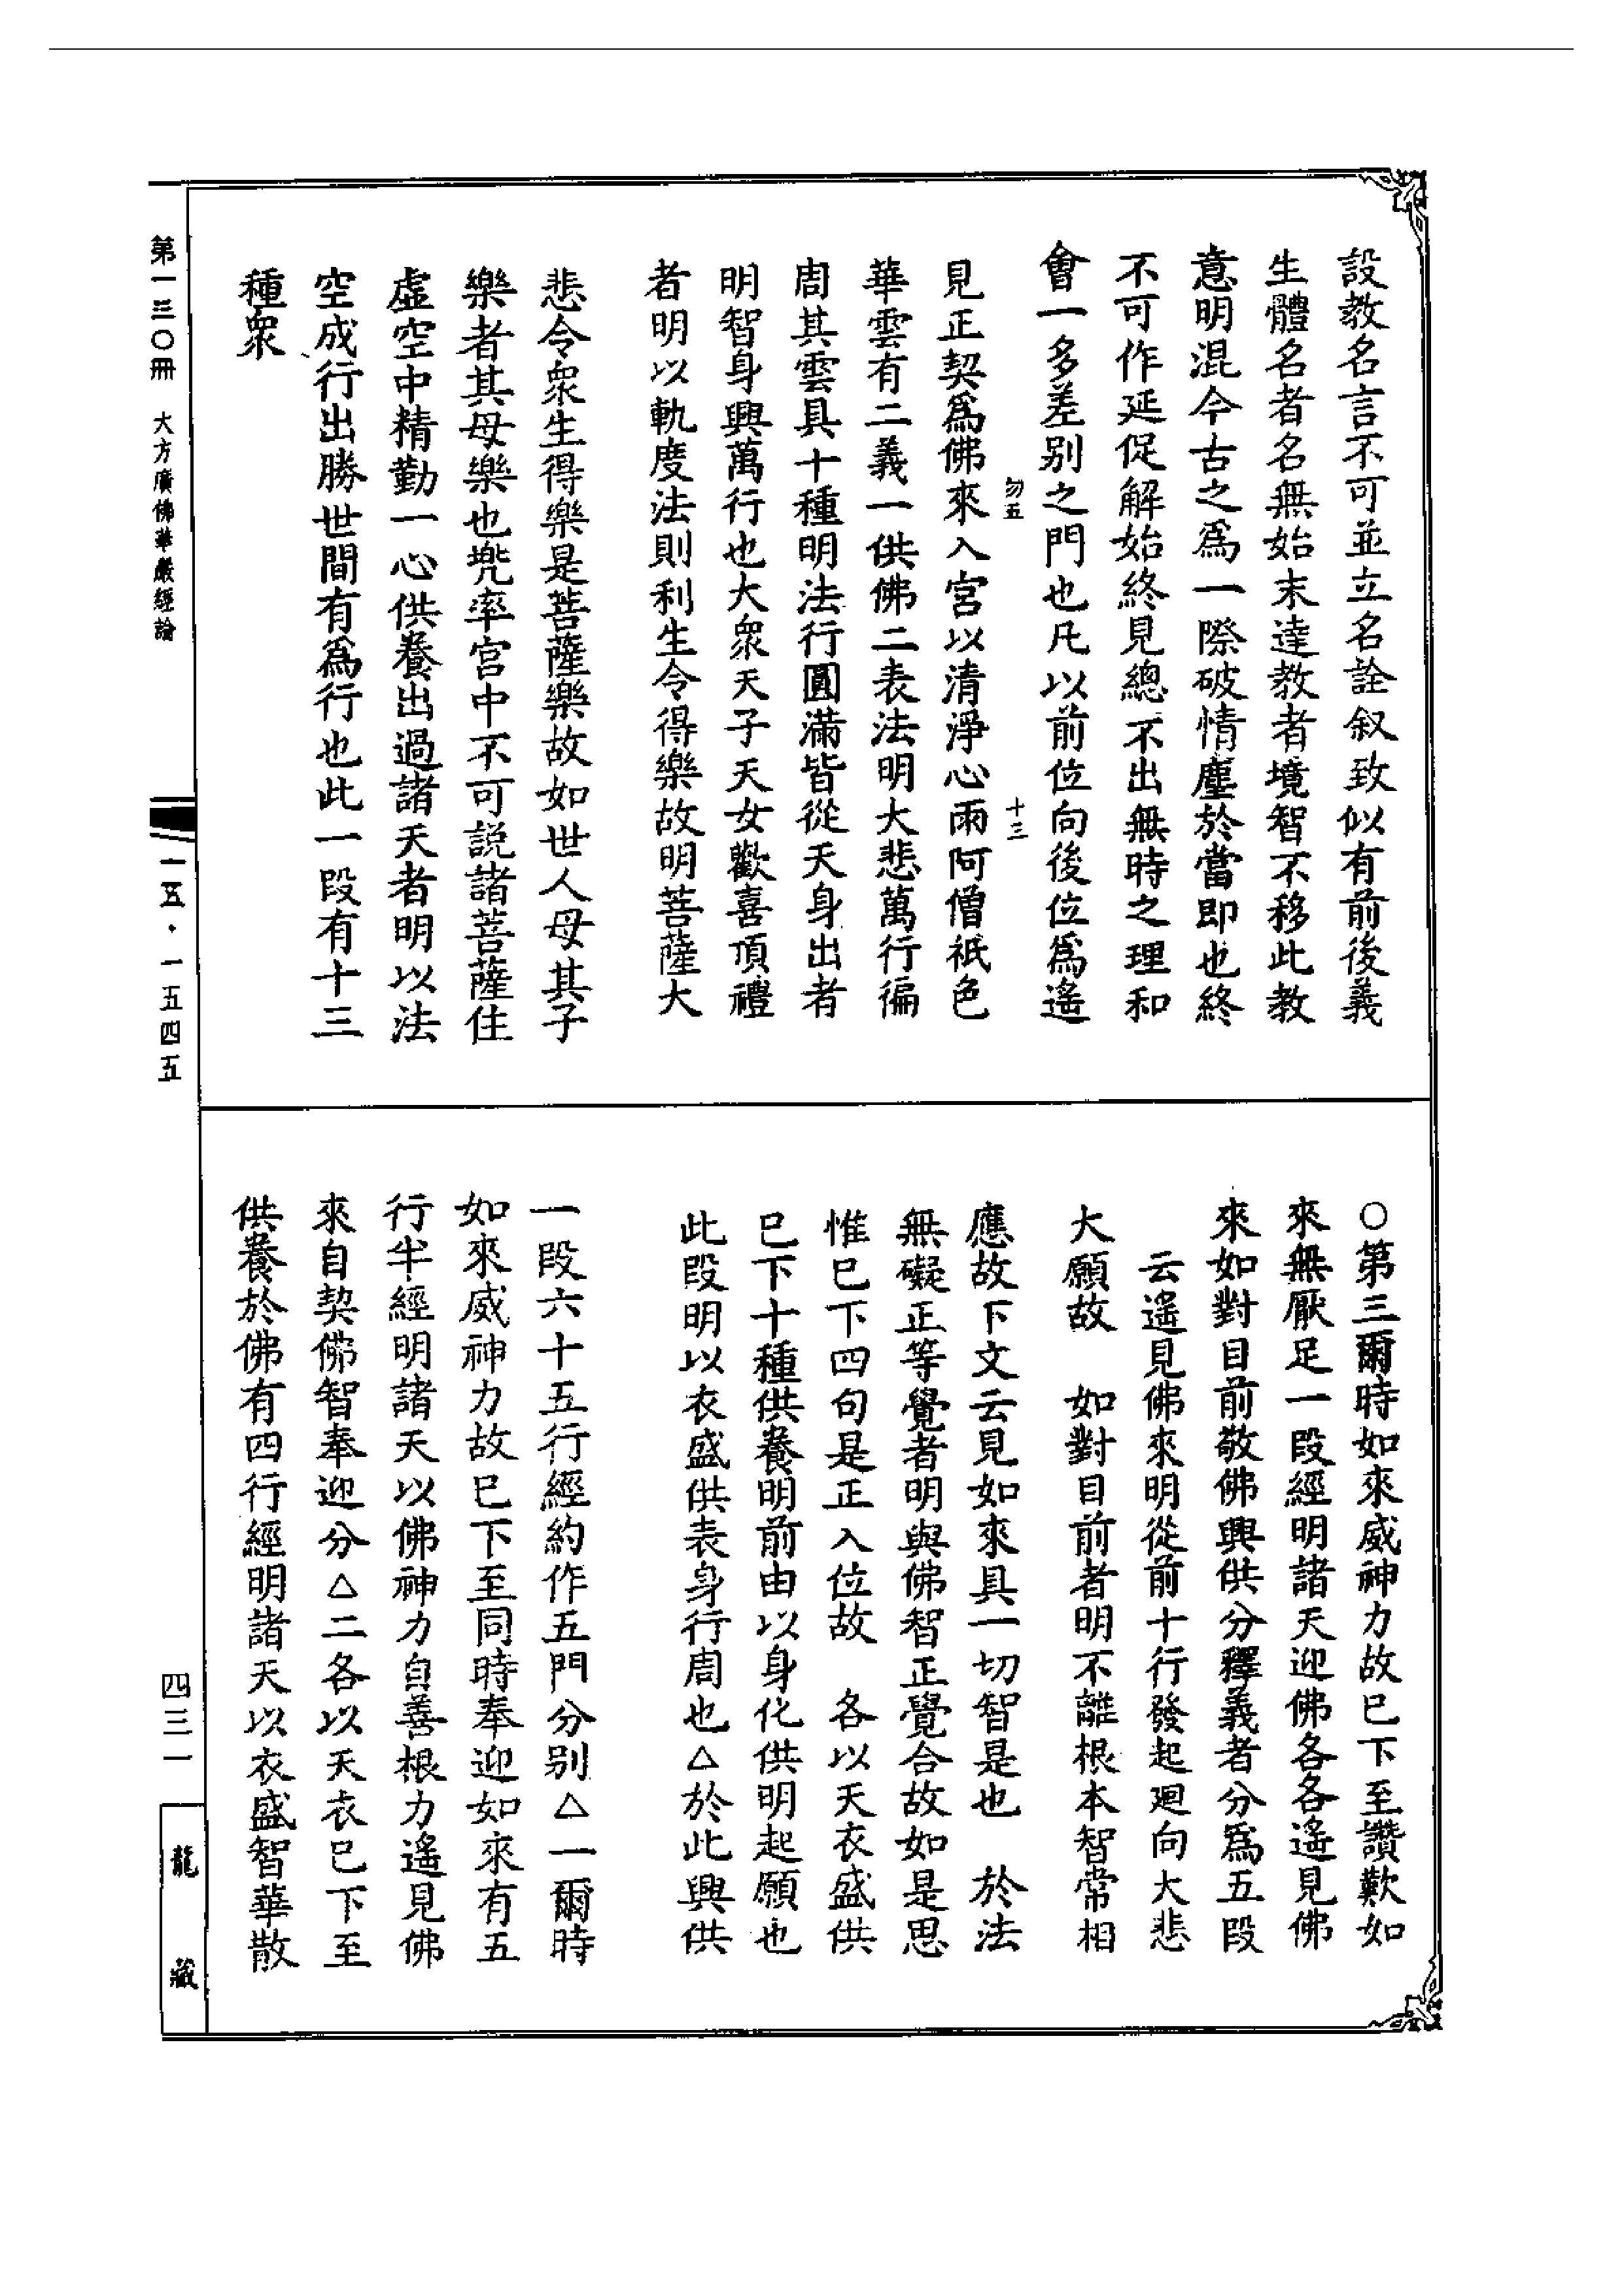 設教名言不可並立名詮叙致似有前後義
生體名者名無始末達教者境智不移此教
意明混今古之爲一際破情塵於當即也終
不可作延促解始終見總不出無時之理和
會一多差别之門也凡以前位向後位爲遙
勿五
十三
見正契爲佛來入宮以清淨心雨阿僧祇色
華雲有二義一供佛二表法明大悲萬行徧
周其雲具十種明法行圓滿皆從天身出者
明智身興萬行也大衆天子天女歡喜頂禮
者明以軌度法則利生令得樂故明菩薩大
悲令衆生得樂是菩薩樂故如世人母其子
樂者其母樂也兠率宮中不可説諸菩薩住
虛空中精勤一心供養出過諸天者明以法
空成行出勝世間有爲行也此一段有十三
種衆
○第三爾時如來威神力故已下至讚歎如
來無厭足一段經明諸天迎佛各各遙見佛
來如對目前敬佛興供分釋義者分爲五段
云遙見佛來明從前十行發起廻向大悲
大願故　如對目前者明不離根本智常相
應故下文云見如來具一切智是也　於法
無礙正等覺者明與佛智正覺合故如是思
惟已下四句是正入位故　各以天衣盛供
已下十種供養明前由以身化供明起願也
此段明以衣盛供表身行周也△於此興供
一段六十五行經約作五門分别△一爾時
如來威神力故已下至同時奉迎如來有五
行半經明諸天以佛神力自善根力遙見佛
來自契佛智奉迎分△二各以天衣已下至
供養於佛有四行經明諸天以衣盛智華散
第一三〇冊　大方廣佛華嚴經論
一五·一五四五
四三一
龍藏